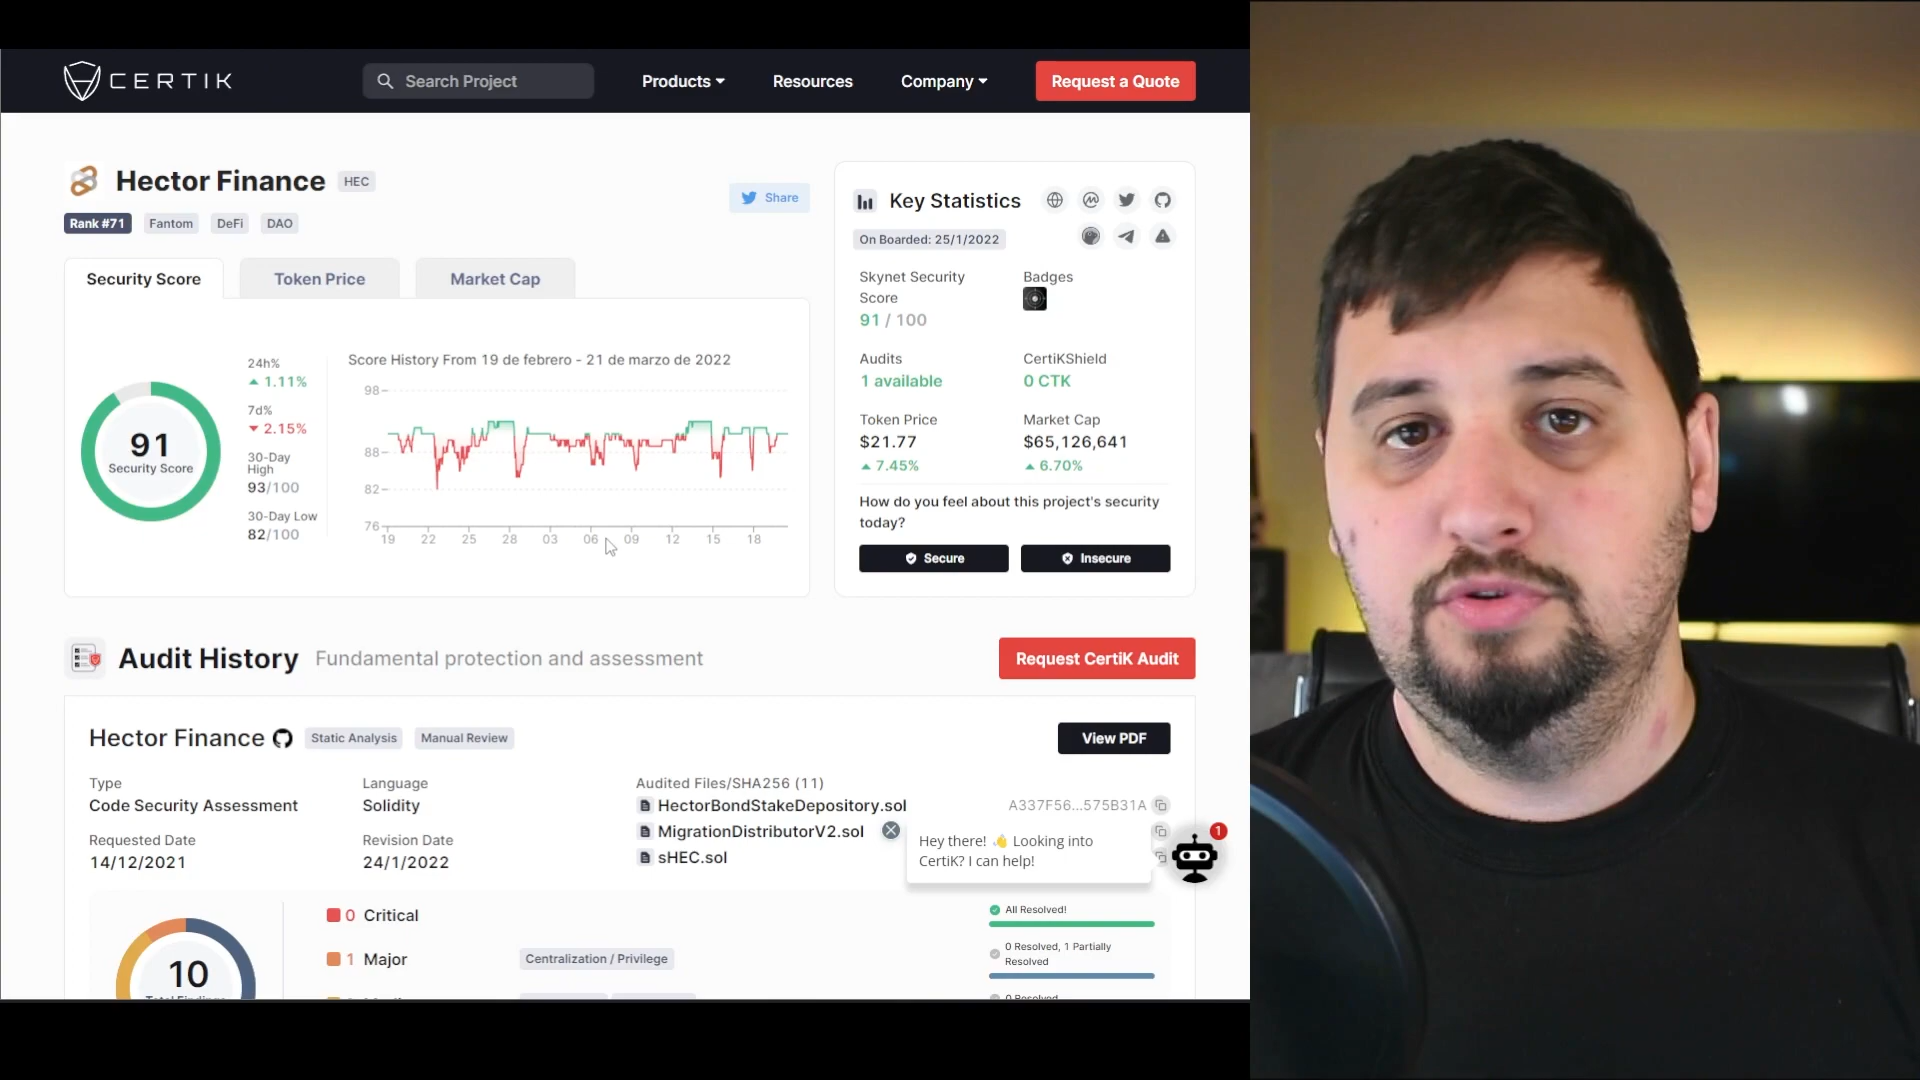 CERTIK
Search Project
Products
Resources
Company
Request a Quote
Hector Finance HEC
Rank #71 Fantom DeFi DAO
Share
Security Score
Token Price
Market Cap
91
Security Score
24h%
1.11%
7d%
2.15%
30-Day
High
93/100
30-Day Low
82/100
Score History From 19 de febrero - 21 de marzo de 2022
98
88
82
76
19 22 25 28 03 06 09 12 15 18
Key Statistics
On Boarded: 25/1/2022
Skynet Security
Score
91 / 100
Badges
Audits
1 available
CertiKShield
0 CTK
Token Price
$21.77
7.45%
Market Cap
$65,126,641
6.70%
How do you feel about this project's security
today?
Secure
Insecure
Audit History Fundamental protection and assessment
Request CertiK Audit
Hector Finance Static Analysis Manual Review
View PDF
Type
Code Security Assessment
Language
Solidity
Audited Files/SHA256 (11)
HectorBondStakeDepository.sol A337F56...575B31A
MigrationDistributorV2.sol
sHEC.sol
Requested Date
14/12/2021
Revision Date
24/1/2022
Hey there! 👋 Looking into
CertiK? I can help!
1
10
0 Critical
All Resolved!
1 Major
Centralization / Privilege
0 Resolved, 1 Partially
Resolved
0 Resolved